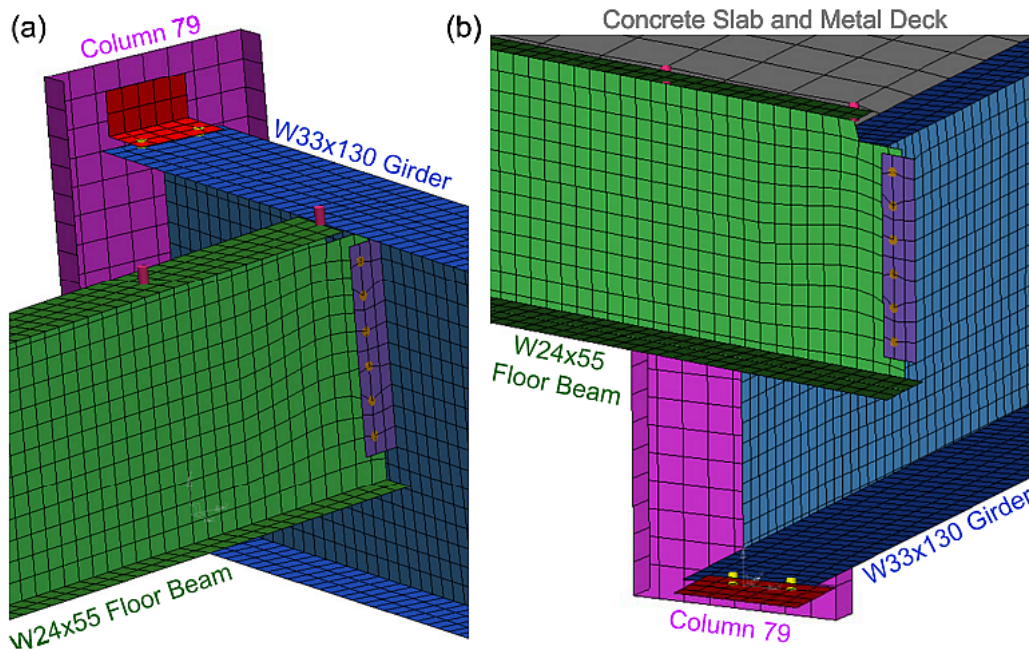 (a)
Column 79
W33x130 Girder
W24x55 Floor Beam
(b)
Concrete Slab and Metal Deck
W24x55
Floor Beam
W33x130 Girder
Column 79